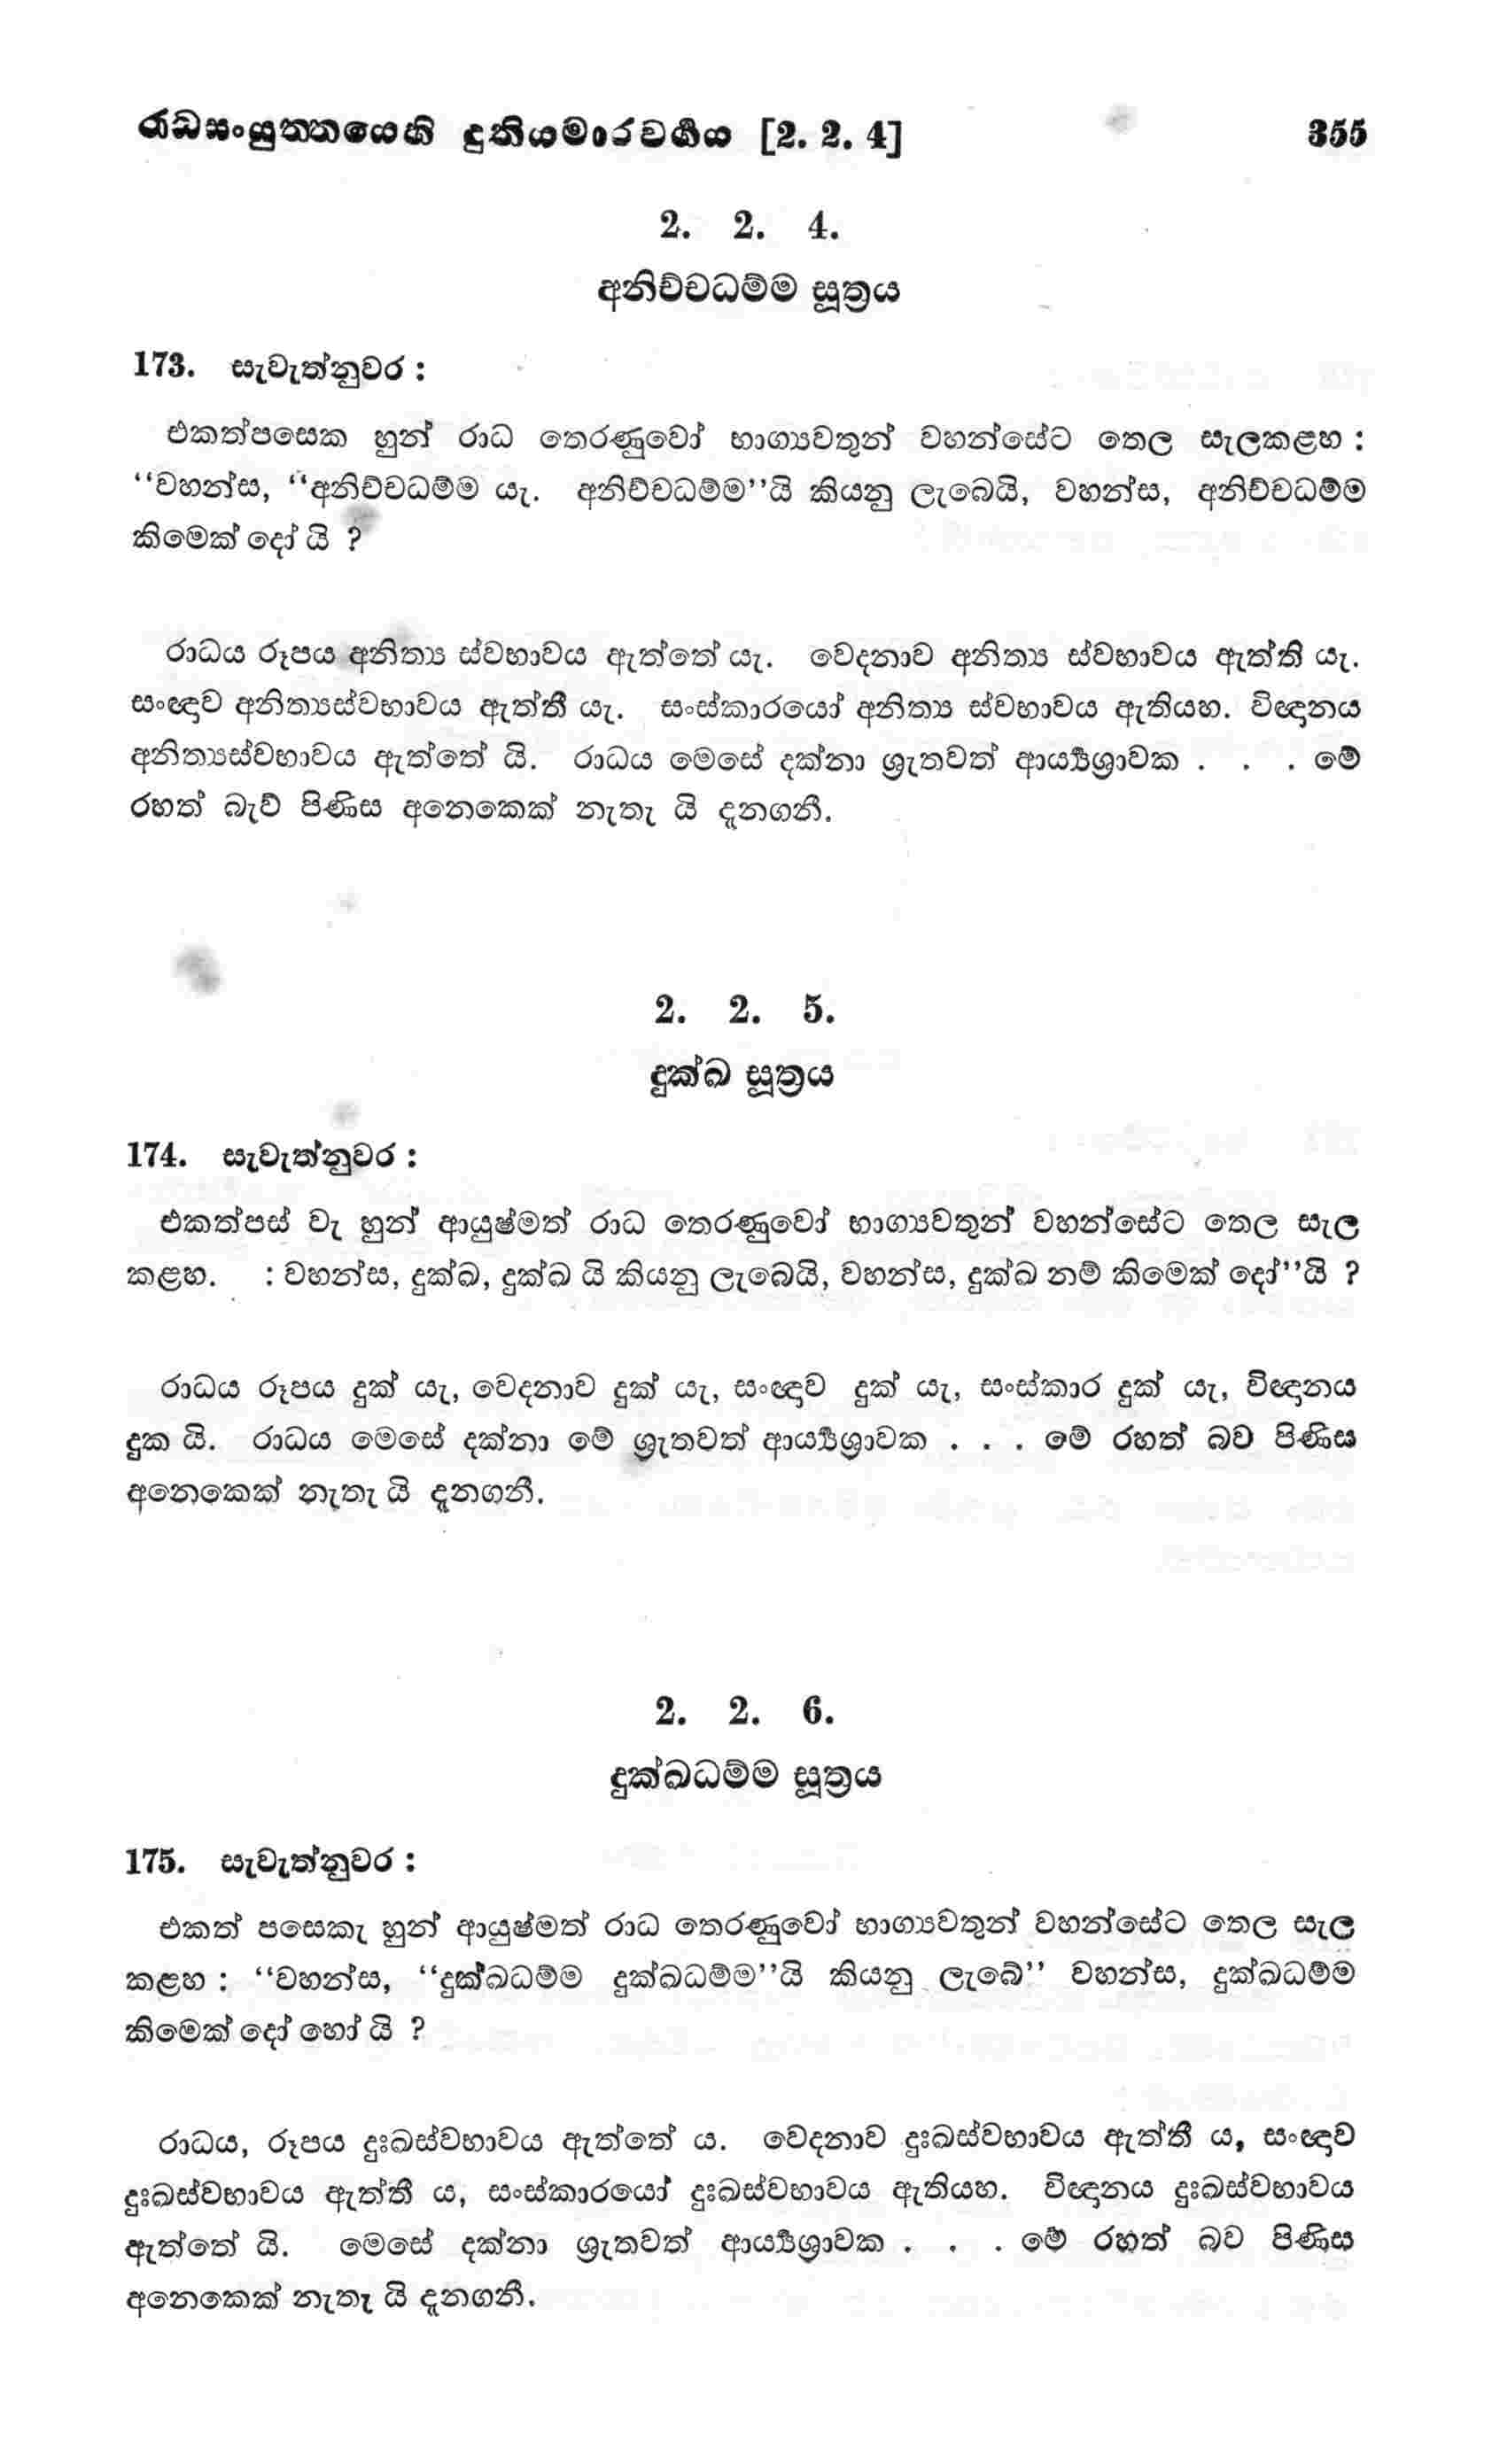 රාධසංයුත්තයෙහි දුතියමාරවර්ගය [2. 2. 4] 355
2. 2. 4.
අනිච්චධම්ම සූත්‍රය
173. සැවැත්නුවර :
එකත්පසෙක හුන් රාධ තෙරණුවෝ භාග්‍යවතුන් වහන්සේට තෙල සැලකළහ :
“වහන්ස, “අනිච්චධම්ම යැ. අනිච්චධම්ම”යි කියනු ලැබෙයි, වහන්ස, අනිච්චධම්ම
කිමෙක් දෝ යි ?
රාධය රූපය අනිත්‍ය ස්වභාවය ඇත්තේ යැ. වෙදනාව අනිත්‍ය ස්වභාවය ඇත්ති යැ.
සංඥාව අනිත්‍යස්වභාවය ඇත්තී යැ. සංස්කාරයෝ අනිත්‍ය ස්වභාවය ඇතියහ. විඥානය
අනිත්‍යස්වභාවය ඇත්තේ යි. රාධය මෙසේ දක්නා ශ්‍රැතවත් ආර්‍ය්‍යශ්‍රාවක . . . මේ
රහත් බැව් පිණිස අනෙකෙක් නැතැ යි දැනගනී.
2. 2. 5.
දුක්ඛ සූත්‍රය
174. සැවැත්නුවර :
එකත්පස් වැ හුන් ආයුෂ්මත් රාධ තෙරණුවෝ භාග්‍යවතුන් වහන්සේට තෙල සැල
කළහ. : වහන්ස, දුක්ඛ, දුක්ඛ යි කියනු ලැබෙයි, වහන්ස, දුක්ඛ නම් කිමෙක් දෝ”යි ?
රාධය රූපය දුක් යැ, වෙදනාව දුක් යැ, සංඥාව දුක් යැ, සංස්කාර දුක් යැ, විඥානය
දුක යි. රාධය මෙසේ දක්නා මේ ශ්‍රැතවත් ආර්‍ය්‍යශ්‍රාවක . . . මේ රහත් බව පිණිස
අනෙකෙක් නැතැ යි දැනගනී.
2. 2. 6.
දුක්ඛධම්ම සූත්‍රය
175. සැවැත්නුවර :
එකත් පසෙකැ හුන් ආයුෂ්මත් රාධ තෙරණුවෝ භාග්‍යවතුන් වහන්සේට තෙල සැල
කළහ : “වහන්ස, “දුක්ඛධම්ම දුක්ඛධම්ම”යි කියනු ලැබේ” වහන්ස, දුක්ඛධම්ම
කිමෙක් දෝ හෝ යි ?
රාධය, රූපය දුඃඛස්වභාවය ඇත්තේ ය. වෙදනාව දුඃඛස්වභාවය ඇත්තී ය, සංඥාව
දුඃඛස්වභාවය ඇත්තී ය, සංස්කාරයෝ දුඃඛස්වභාවය ඇතියහ. විඥානය දුඃඛස්වභාවය
ඇත්තේ යි. මෙසේ දක්නා ශ්‍රැතවත් ආර්‍ය්‍යශ්‍රාවක . . . මේ රහත් බව පිණිස
අනෙකෙක් නැතැ යි දැනගනී.